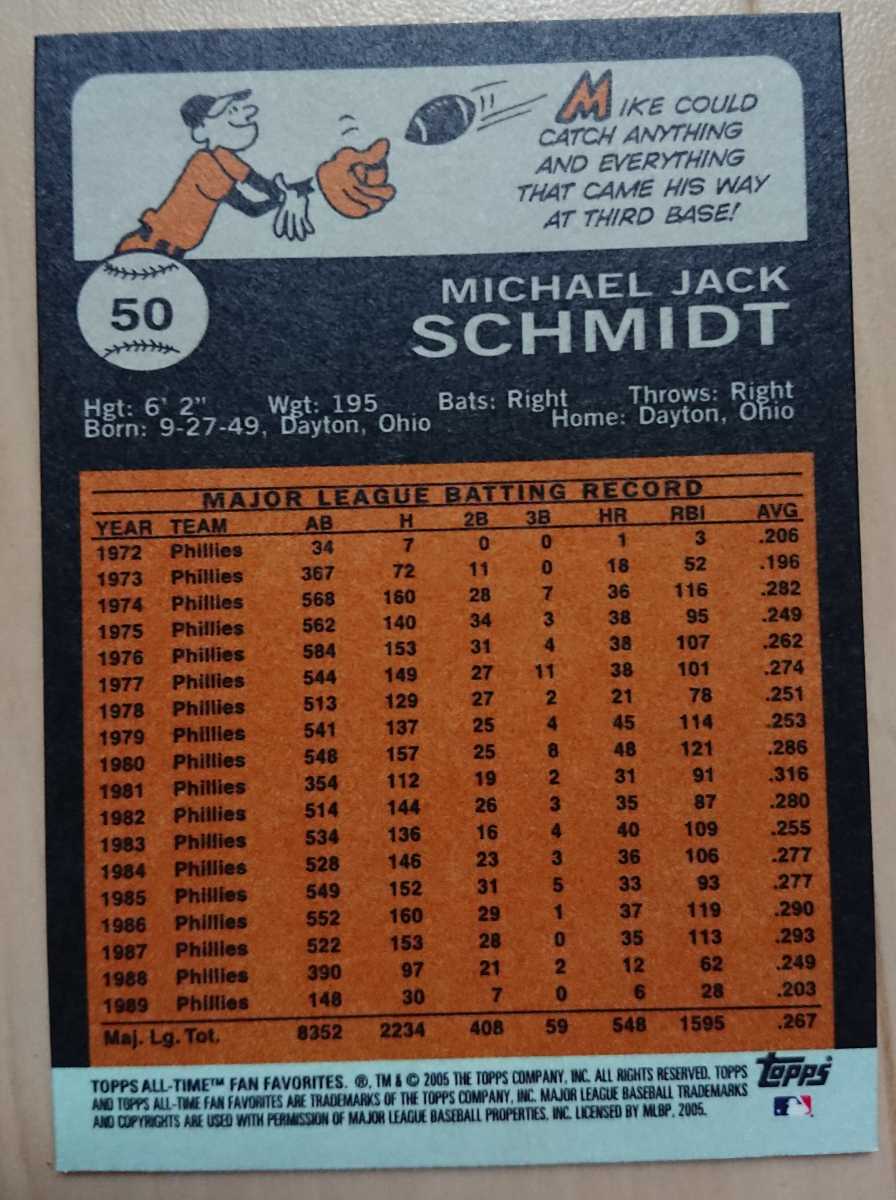 MIKE COULD
CATCH ANYTHING
AND EVERYTHING
THAT CAME HIS WAY
AT THIRD BASE!
50
MICHAEL JACK
SCHMIDT
Hgt: 6' 2" Wgt: 195 Bats: Right Throws: Right
Born: 9-27-49, Dayton, Ohio Home: Dayton, Ohio
MAJOR LEAGUE BATTING RECORD
YEAR TEAM AB H 2B 3B HR RBI AVG
1972 Phillies 34 7 0 0 1 3 .206
1973 Phillies 367 72 11 0 18 52 .196
1974 Phillies 568 160 28 7 36 116 .282
1975 Phillies 562 140 34 3 38 95 .249
1976 Phillies 584 153 31 4 38 107 .262
1977 Phillies 544 149 27 11 38 101 .274
1978 Phillies 513 129 27 2 21 78 .251
1979 Phillies 541 137 25 4 45 114 .253
1980 Phillies 548 157 25 8 48 121 .286
1981 Phillies 354 112 19 2 31 91 .316
1982 Phillies 514 144 26 3 35 87 .280
1983 Phillies 534 136 16 4 40 109 .255
1984 Phillies 528 146 23 3 36 106 .277
1985 Phillies 549 152 31 5 33 93 .277
1986 Phillies 552 160 29 1 37 119 .290
1987 Phillies 522 153 28 0 35 113 .293
1988 Phillies 390 97 21 2 12 62 .249
1989 Phillies 148 30 7 0 6 28 .203
Maj. Lg. Tot. 8352 2234 408 59 548 1595 .267
TOPPS ALL-TIME™ FAN FAVORITES. ®, TM & © 2005 THE TOPPS COMPANY, INC. ALL RIGHTS RESERVED. TOPPS
AND TOPPS ALL-TIME FAN FAVORITES ARE TRADEMARKS OF THE TOPPS COMPANY, INC. MAJOR LEAGUE BASEBALL TRADEMARKS
AND COPYRIGHTS ARE USED WITH PERMISSION OF MAJOR LEAGUE BASEBALL PROPERTIES, INC. LICENSED BY MLBP, 2005.
topps